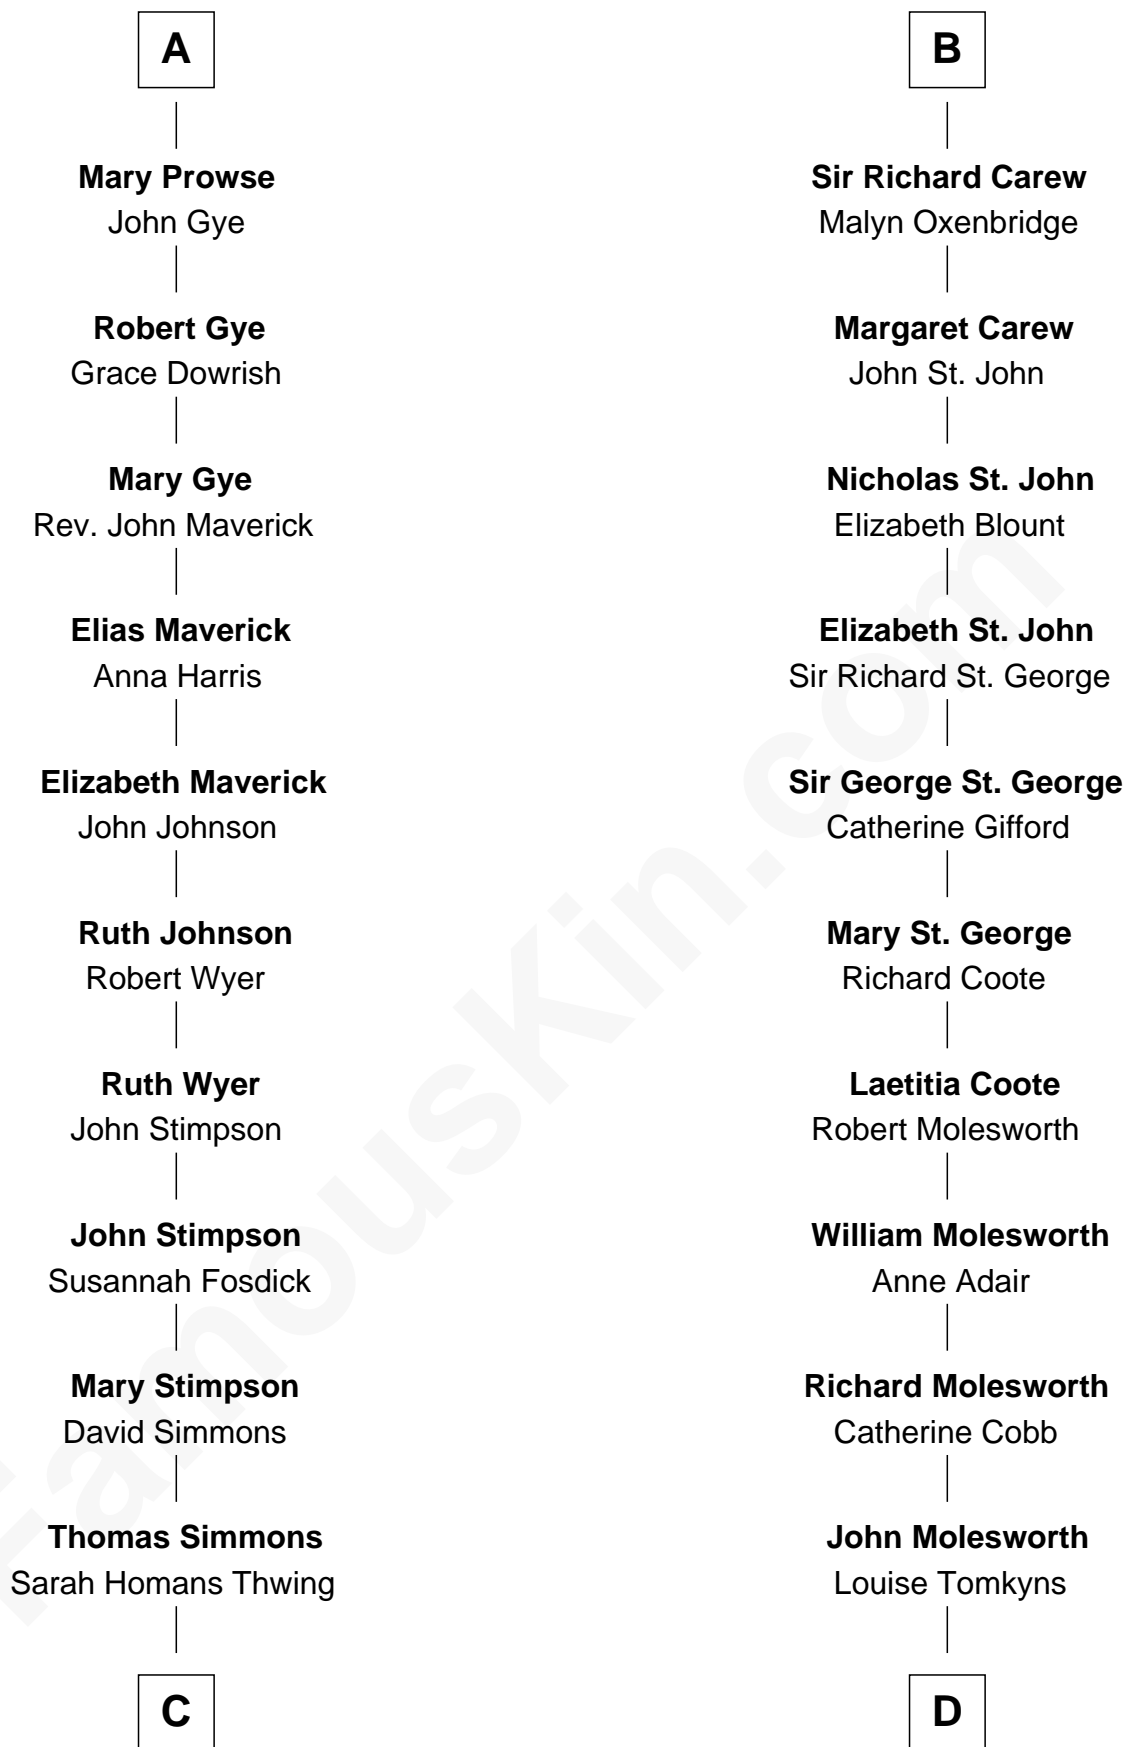 A
Mary Prowse
John Gye
Robert Gye
Grace Dowrish
Mary Gye
Rev. John Maverick
Elias Maverick
Anna Harris
Elizabeth Maverick
John Johnson
Ruth Johnson
Robert Wyer
Ruth Wyer
John Stimpson
John Stimpson
Susannah Fosdick
Mary Stimpson
David Simmons
Thomas Simmons
Sarah Homans Thwing
C
B
Sir Richard Carew
Malyn Oxenbridge
Margaret Carew
John St. John
Nicholas St. John
Elizabeth Blount
Elizabeth St. John
Sir Richard St. George
Sir George St. George
Catherine Gifford
Mary St. George
Richard Coote
Laetitia Coote
Robert Molesworth
William Molesworth
Anne Adair
Richard Molesworth
Catherine Cobb
John Molesworth
Louise Tomkyns
D
FamousKin.com